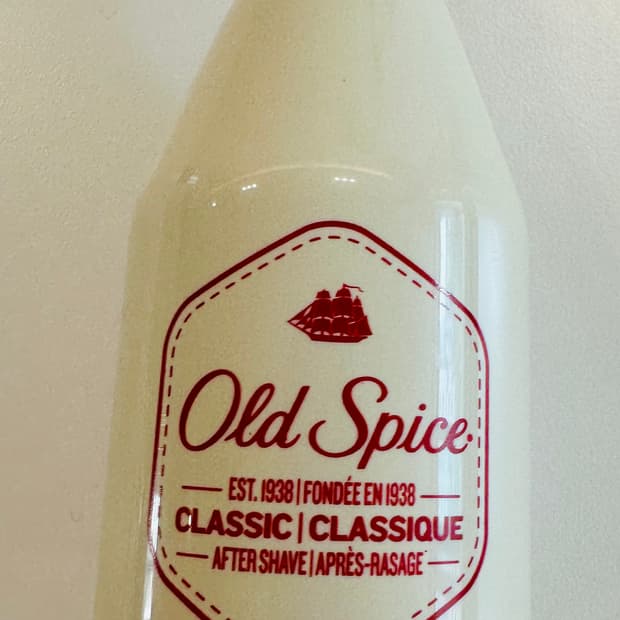 Old Spice.
EST. 1938 | FONDÉE EN 1938
CLASSIC | CLASSIQUE
AFTER SHAVE | APRÈS-RASAGE